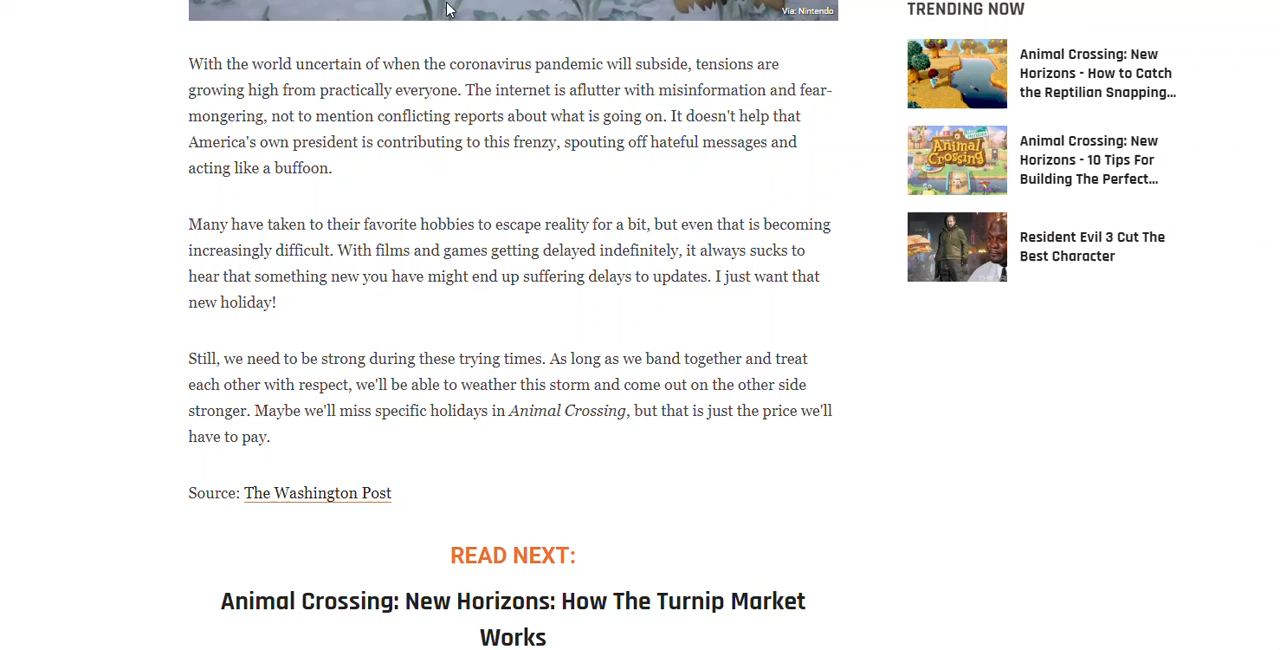 Via: Nintendo
With the world uncertain of when the coronavirus pandemic will subside, tensions are
growing high from practically everyone. The internet is aflutter with misinformation and fear-
mongering, not to mention conflicting reports about what is going on. It doesn't help that
America's own president is contributing to this frenzy, spouting off hateful messages and
acting like a buffoon.
Many have taken to their favorite hobbies to escape reality for a bit, but even that is becoming
increasingly difficult. With films and games getting delayed indefinitely, it always sucks to
hear that something new you have might end up suffering delays to updates. I just want that
new holiday!
Still, we need to be strong during these trying times. As long as we band together and treat
each other with respect, we'll be able to weather this storm and come out on the other side
stronger. Maybe we'll miss specific holidays in Animal Crossing, but that is just the price we'll
have to pay.
Source: The Washington Post
READ NEXT:
Animal Crossing: New Horizons: How The Turnip Market
Works
TRENDING NOW
Animal Crossing: New
Horizons - How to Catch
the Reptilian Snapping...
Animal Crossing
Animal Crossing: New
Horizons - 10 Tips For
Building The Perfect...
Resident Evil 3 Cut The
Best Character